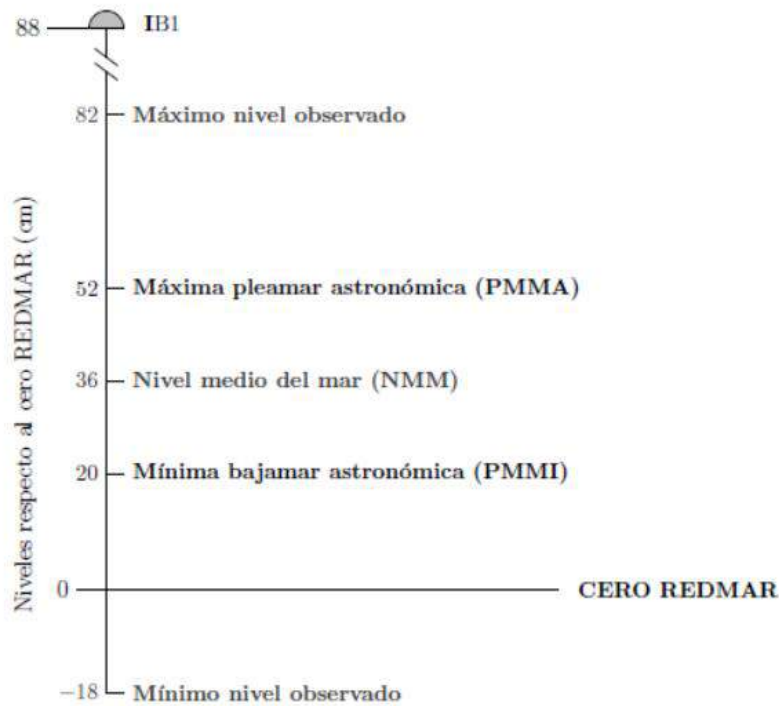 88 IB1
82 Máximo nivel observado
52 Máxima pleamar astronómica (PMMA)
36 Nivel medio del mar (NMM)
20 Mínima bajamar astronómica (PMMI)
0 CERO REDMAR
−18 Mínimo nivel observado
Niveles respecto al cero REDMAR (cm)